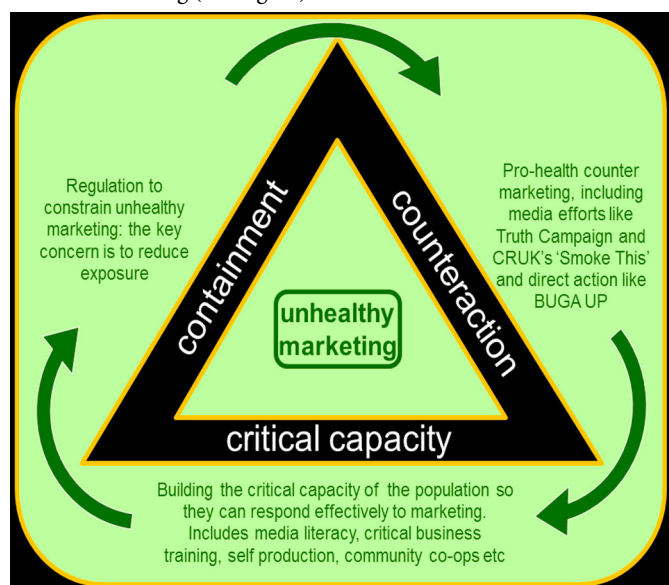 Regulation to
constrain unhealthy
marketing: the key
concern is to reduce
exposure
containment
counteraction
Pro-health counter
marketing, including
media efforts like
Truth Campaign and
CRUK's 'Smoke This'
and direct action like
BUGA UP
unhealthy
marketing
critical capacity
Building the critical capacity of the population so
they can respond effectively to marketing.
Includes media literacy, critical business
training, self production, community co-ops etc